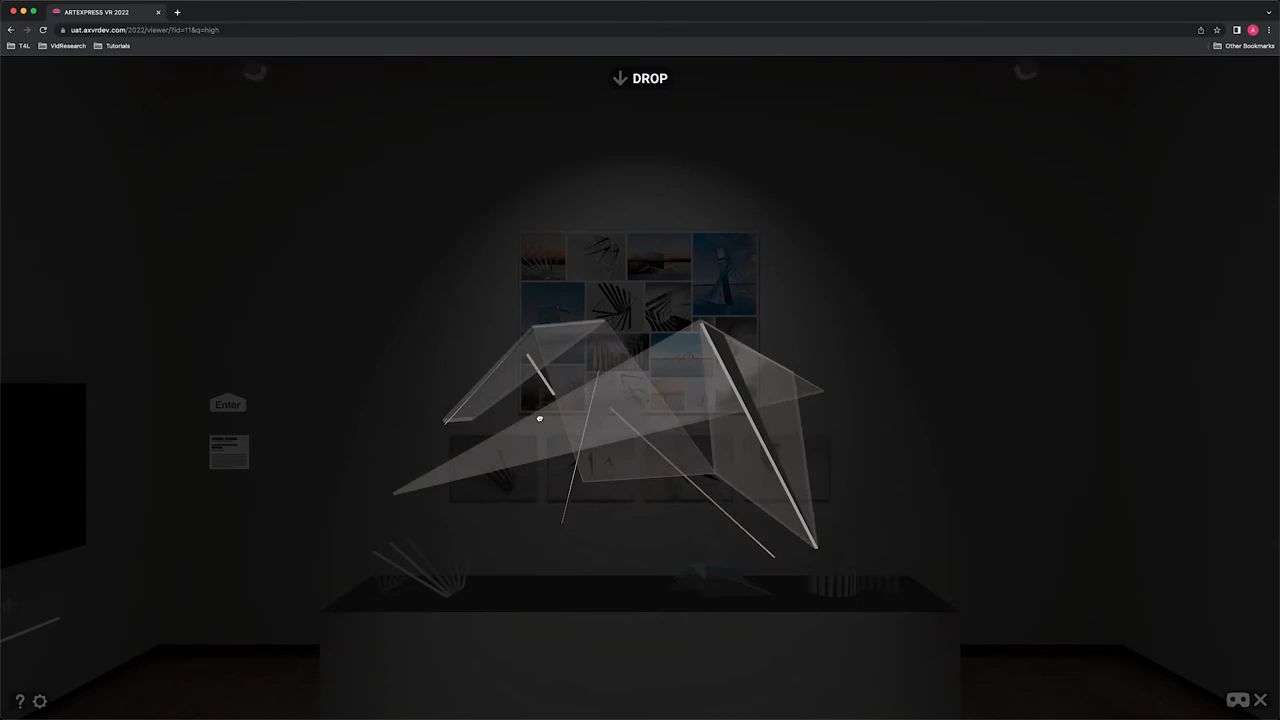 ARTEXPRESS VR 2022
uat.axvrdev.com/2022/viewer/?id=11&q=high
A
T4L
VidResearch
Tutorials
Other Bookmarks
DROP
Enter
?